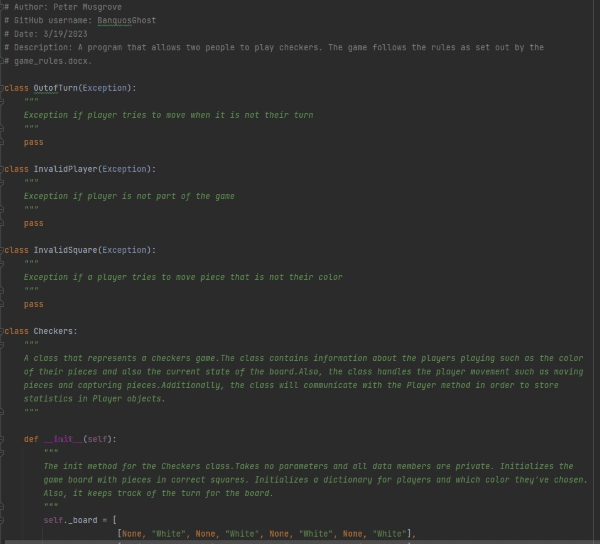 # Author: Peter Musgrove
# GitHub username: BanquosGhost
# Date: 3/19/2023
# Description: A program that allows two people to play checkers. The game follows the rules as set out by the
# game_rules.docx.
class OutofTurn(Exception):
"""
Exception if player tries to move when it is not their turn
"""
pass
class InvalidPlayer(Exception):
"""
Exception if player is not part of the game
"""
pass
class InvalidSquare(Exception):
"""
Exception if a player tries to move piece that is not their color
"""
pass
class Checkers:
"""
A class that represents a checkers game.The class contains information about the players playing such as the color
of their pieces and also the current state of the board.Also, the class handles the player movement such as moving
pieces and capturing pieces.Additionally, the class will communicate with the Player method in order to store
statistics in Player objects.
"""
def __init__(self):
"""
The init method for the Checkers class.Takes no parameters and all data members are private. Initializes the
game board with pieces in correct squares. Initializes a dictionary for players and which color they've chosen.
Also, it keeps track of the turn for the board.
"""
self._board = [
[None, "White", None, "White", None, "White", None, "White"],